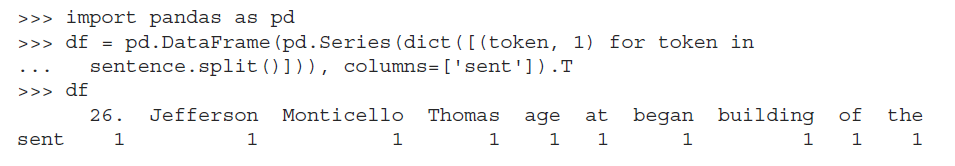 >>> import pandas as pd
>>> df = pd.DataFrame(pd.Series(dict([(token, 1) for token in
...   sentence.split()])), columns=['sent']).T
>>> df
      26.  Jefferson  Monticello  Thomas  age  at  began  building  of  the
sent    1          1           1       1    1   1      1         1   1    1